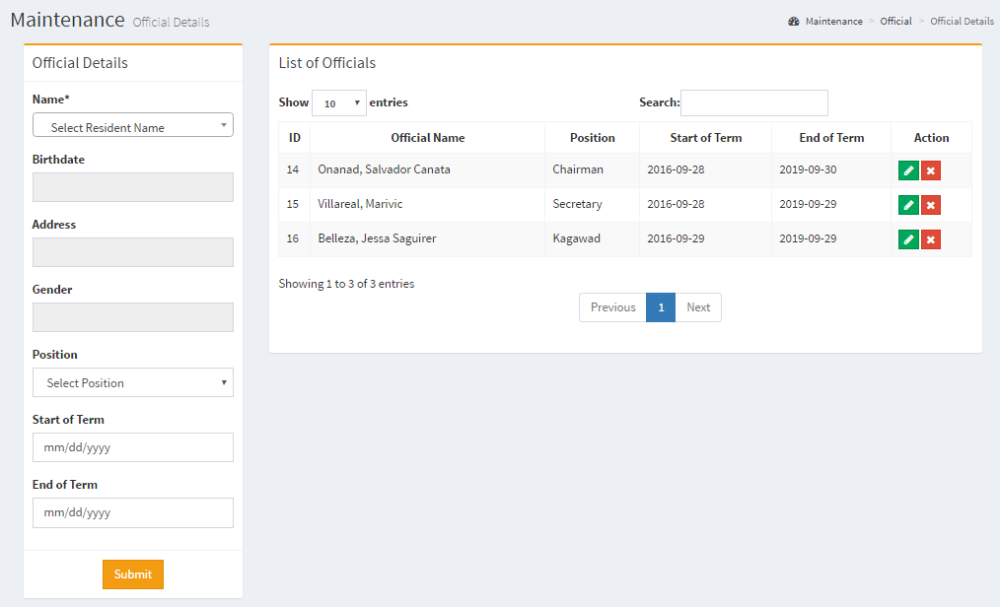 Maintenance Official Details
Maintenance > Official > Official Details
Official Details
Name*
Select Resident Name
Birthdate
Address
Gender
Position
Select Position
Start of Term
mm/dd/yyyy
End of Term
mm/dd/yyyy
Submit
List of Officials
Show 10 entries
Search:
ID Official Name Position Start of Term End of Term Action
14 Onanad, Salvador Canata Chairman 2016-09-28 2019-09-30
15 Villareal, Marivic Secretary 2016-09-28 2019-09-29
16 Belleza, Jessa Saguirer Kagawad 2016-09-29 2019-09-29
Showing 1 to 3 of 3 entries
Previous 1 Next